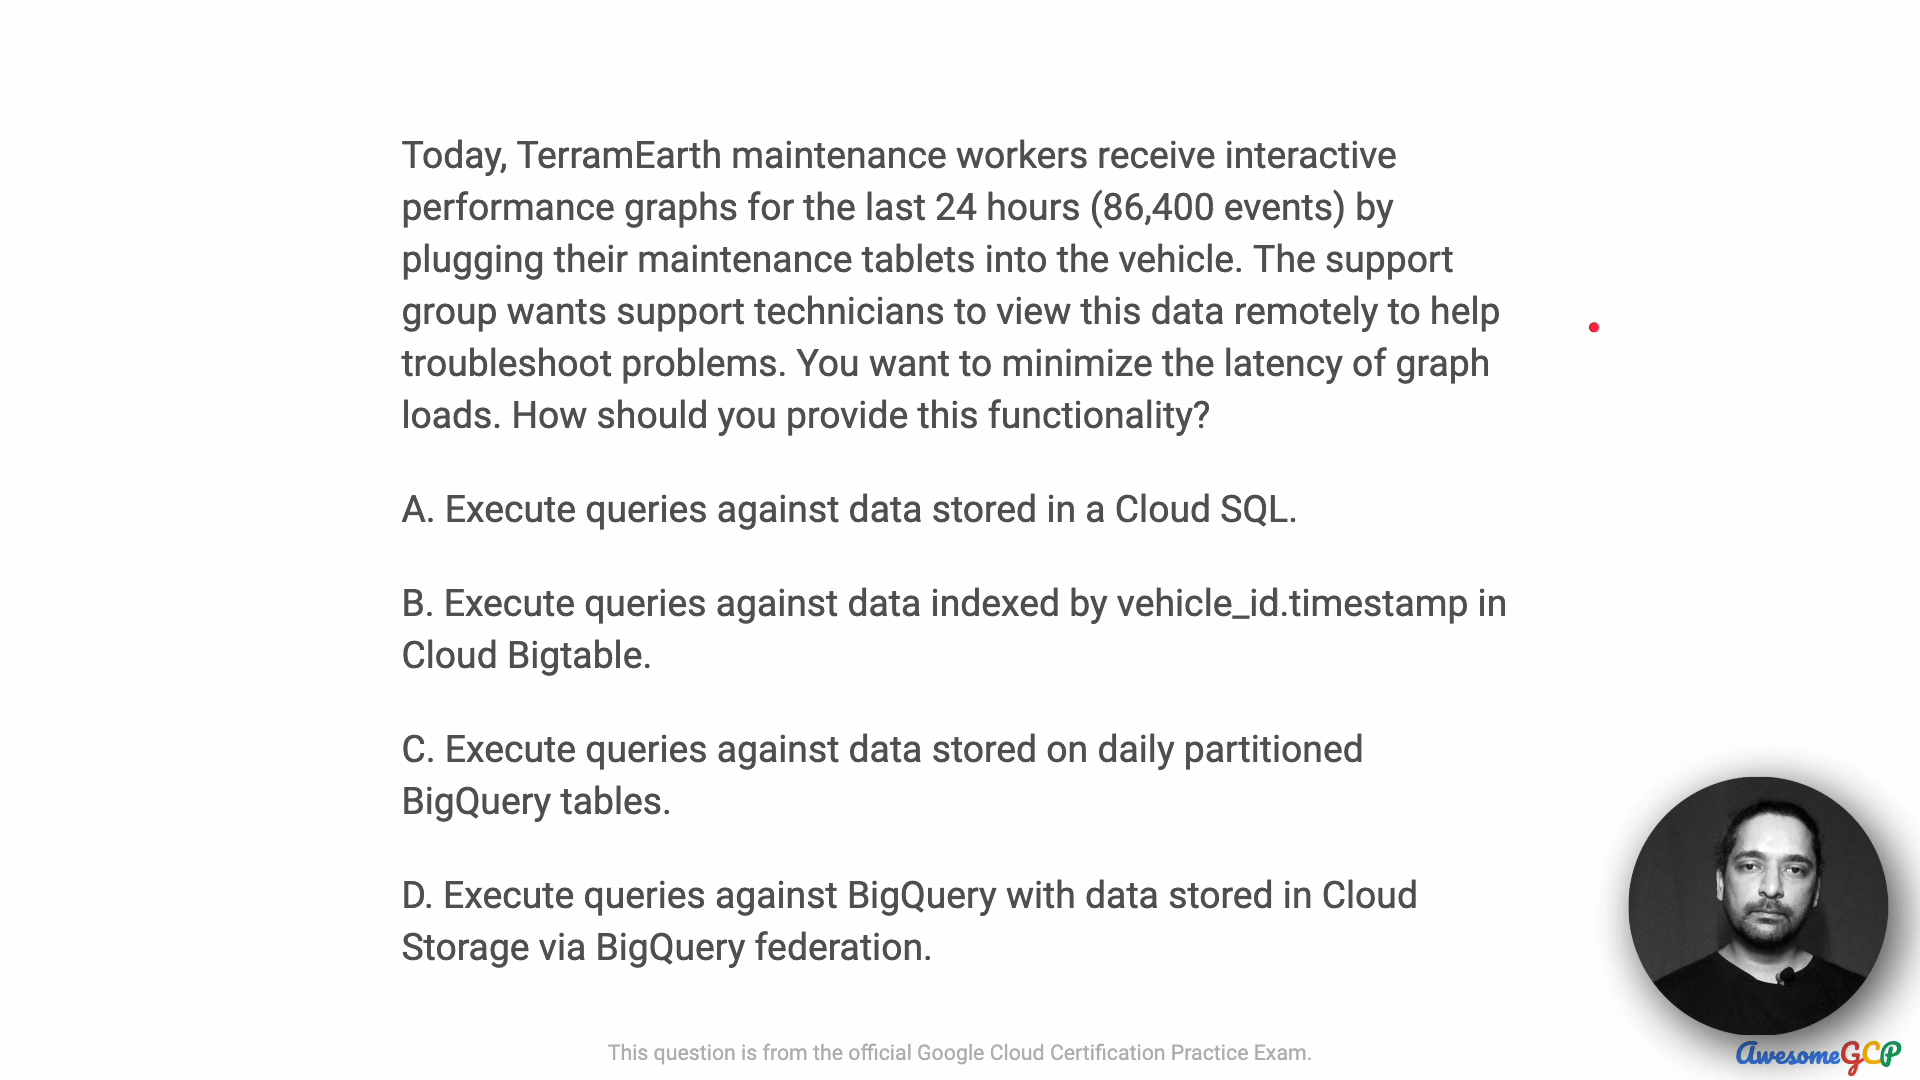 Today, TerramEarth maintenance workers receive interactive
performance graphs for the last 24 hours (86,400 events) by
plugging their maintenance tablets into the vehicle. The support
group wants support technicians to view this data remotely to help
troubleshoot problems. You want to minimize the latency of graph
loads. How should you provide this functionality?
A. Execute queries against data stored in a Cloud SQL.
B. Execute queries against data indexed by vehicle_id.timestamp in
Cloud Bigtable.
C. Execute queries against data stored on daily partitioned
BigQuery tables.
D. Execute queries against BigQuery with data stored in Cloud
Storage via BigQuery federation.
This question is from the official Google Cloud Certification Practice Exam.
AwesomeGCP